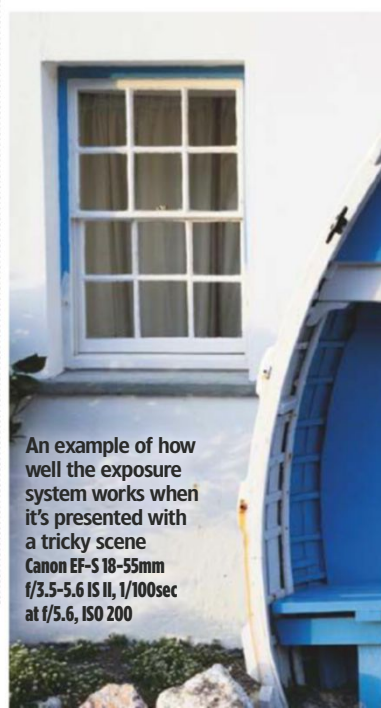 An example of how
well the exposure
system works when
it's presented with
a tricky scene
Canon EF-S 18-55mm
f/3.5-5.6 IS II, 1/100sec
at f/5.6, ISO 200